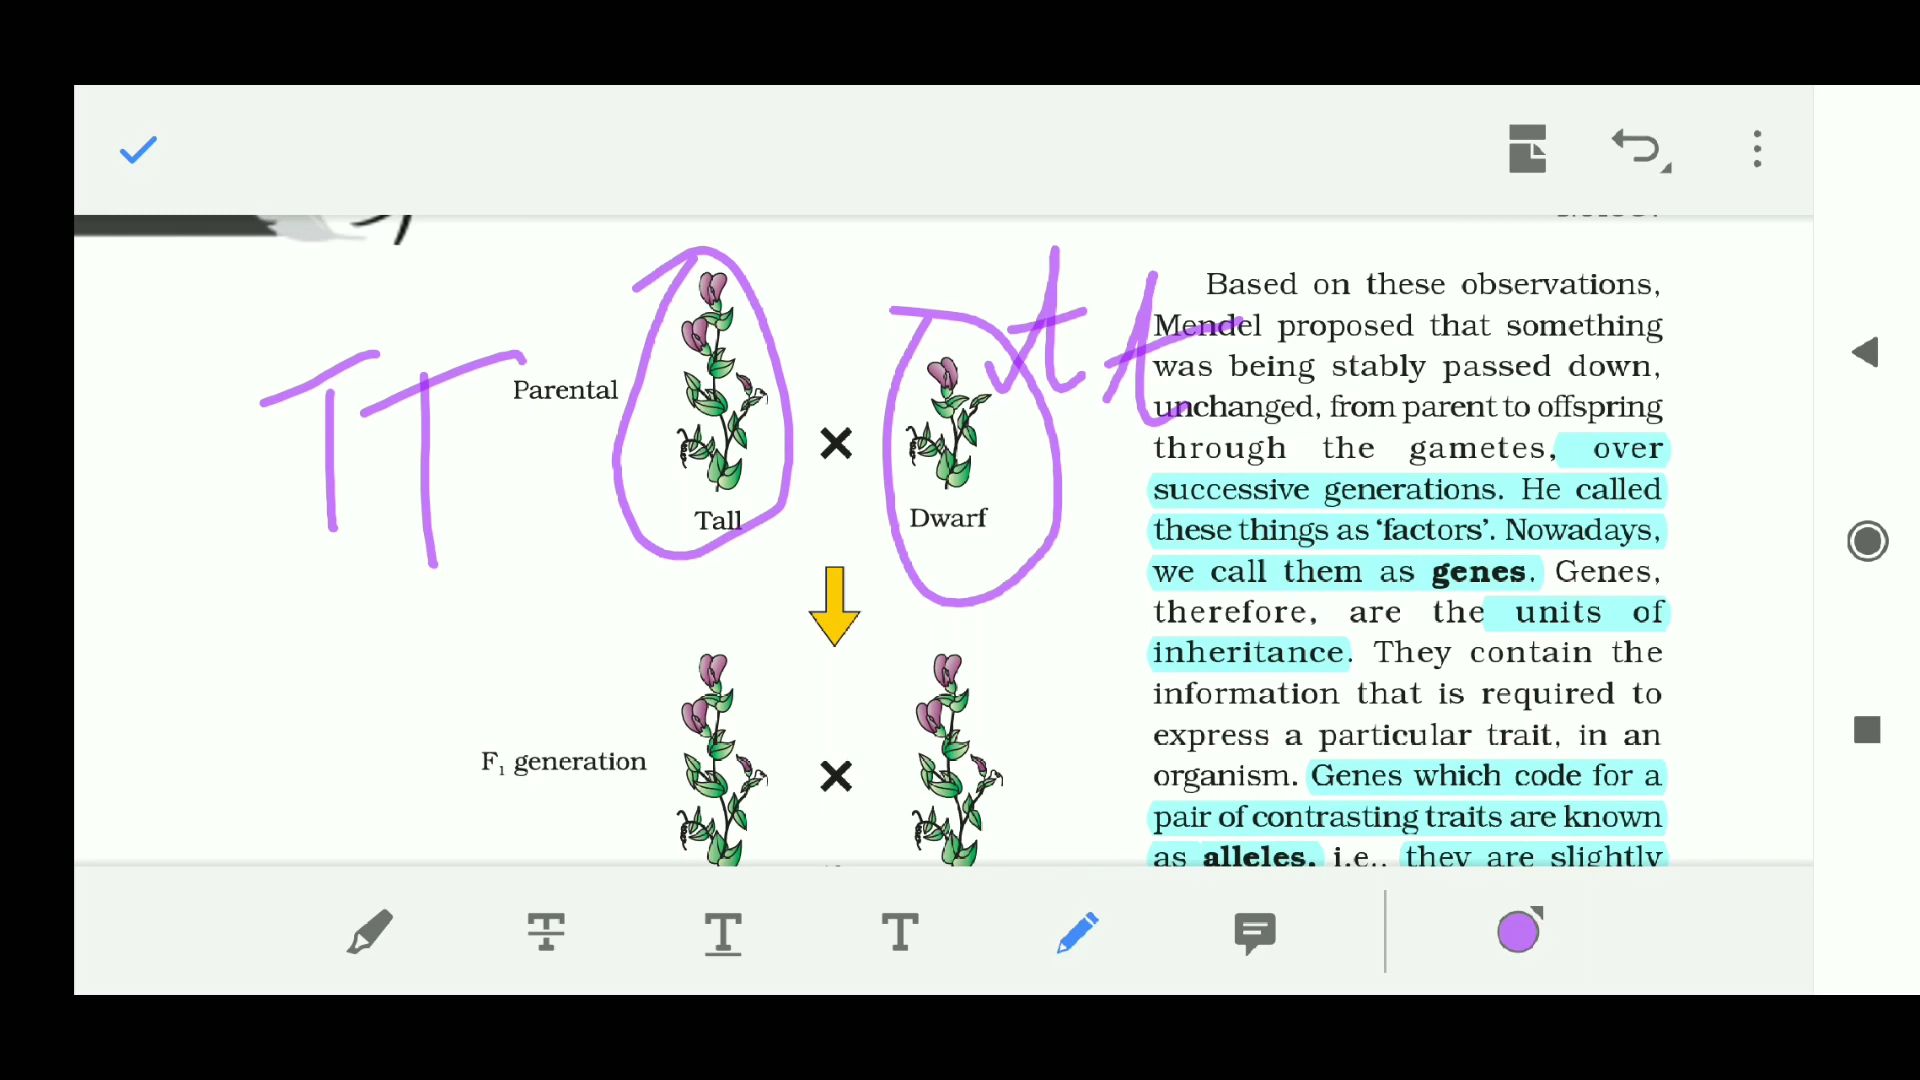 TT
tt
Parental
Tall
Dwarf
F₁ generation
Based on these observations,
Mendel proposed that something
was being stably passed down,
unchanged, from parent to offspring
through the gametes, over
successive generations. He called
these things as ‘factors’. Nowadays,
we call them as genes. Genes,
therefore, are the units of
inheritance. They contain the
information that is required to
express a particular trait, in an
organism. Genes which code for a
pair of contrasting traits are known
as alleles, i.e., they are slightly